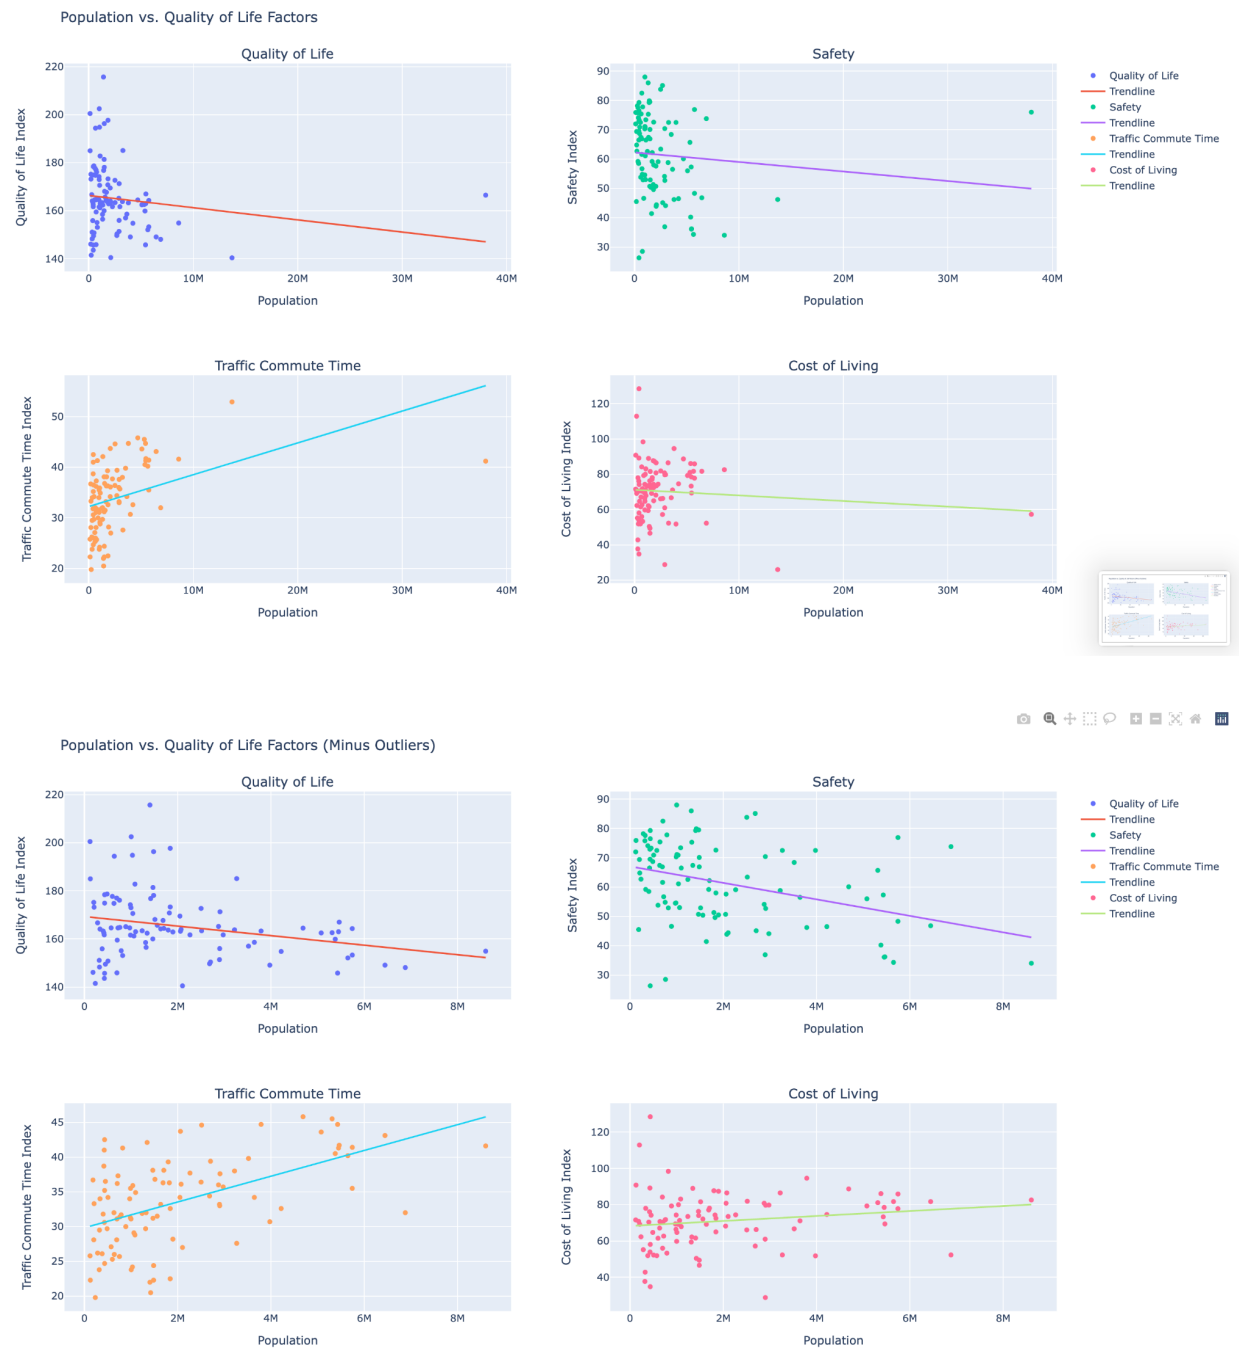 Population vs. Quality of Life Factors
Quality of Life
220
200
180
160
140
Quality of Life Index
0
10M
20M
30M
40M
Population
Safety
90
80
70
60
50
40
30
Safety Index
0
10M
20M
30M
40M
Population
Quality of Life
Trendline
Safety
Trendline
Traffic Commute Time
Trendline
Cost of Living
Trendline
Traffic Commute Time
50
40
30
20
Traffic Commute Time Index
0
10M
20M
30M
40M
Population
Cost of Living
120
100
80
60
40
20
Cost of Living Index
0
10M
20M
30M
40M
Population
Population vs. Quality of Life Factors (Minus Outliers)
Quality of Life
220
200
180
160
140
Quality of Life Index
0
2M
4M
6M
8M
Population
Safety
90
80
70
60
50
40
30
Safety Index
0
2M
4M
6M
8M
Population
Quality of Life
Trendline
Safety
Trendline
Traffic Commute Time
Trendline
Cost of Living
Trendline
Traffic Commute Time
45
40
35
30
25
20
Traffic Commute Time Index
0
2M
4M
6M
8M
Population
Cost of Living
120
100
80
60
40
Cost of Living Index
0
2M
4M
6M
8M
Population